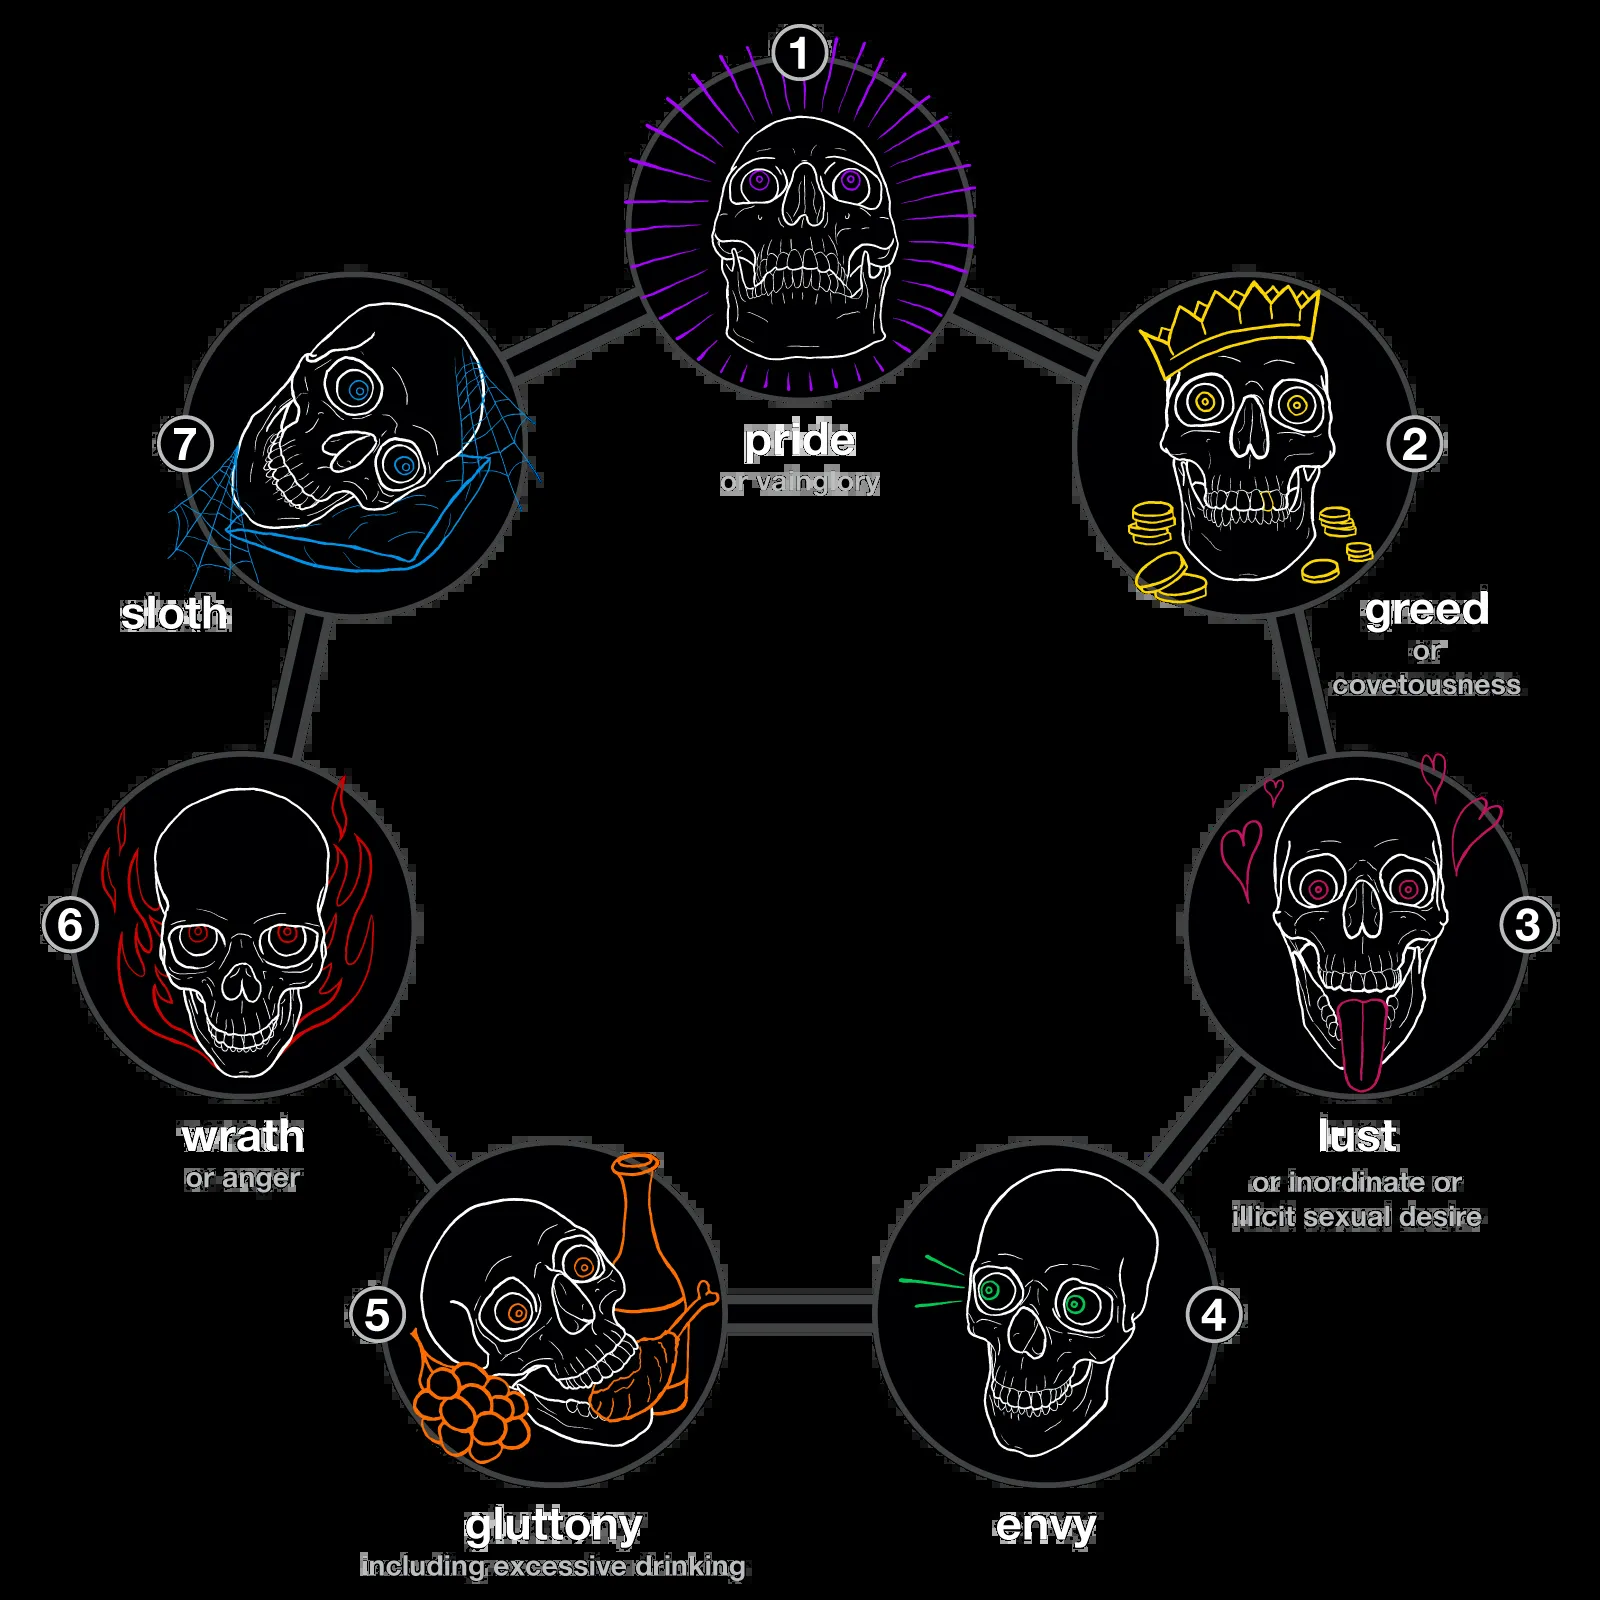 1
pride
or vainglory
2
greed
or
covetousness
3
lust
or inordinate or
illicit sexual desire
4
envy
5
gluttony
including excessive drinking
6
wrath
or anger
7
sloth